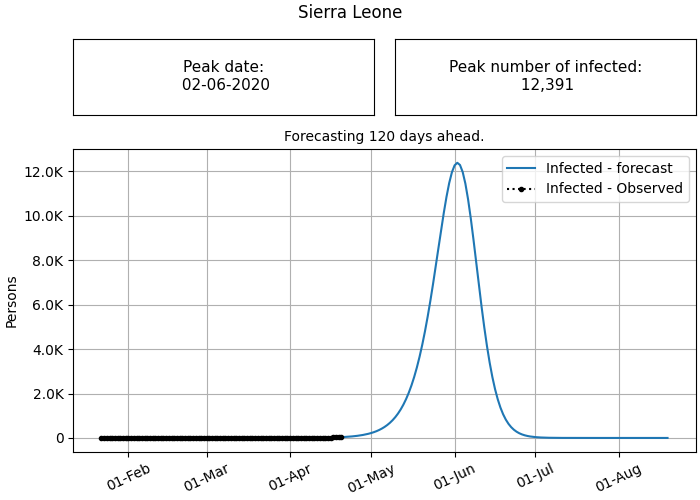 Sierra Leone
Peak date:
02-06-2020
Peak number of infected:
12,391
Forecasting 120 days ahead.
Infected - forecast
Infected - Observed
Persons
12.0K
10.0K
8.0K
6.0K
4.0K
2.0K
0
01-Feb
01-Mar
01-Apr
01-May
01-Jun
01-Jul
01-Aug